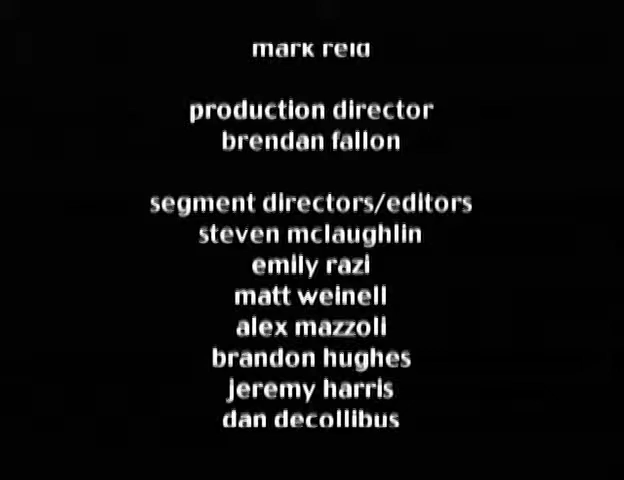 mark reid
production director
brendan fallon
segment directors/editors
steven mclaughlin
emily razi
matt weinell
alex mazzoli
brandon hughes
jeremy harris
dan decollibus